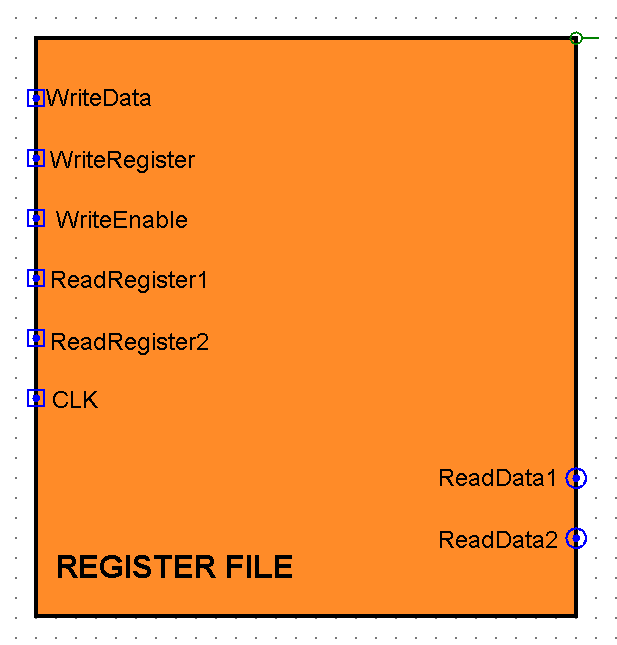 WriteData
WriteRegister
WriteEnable
ReadRegister1
ReadRegister2
CLK
ReadData1
ReadData2
REGISTER FILE